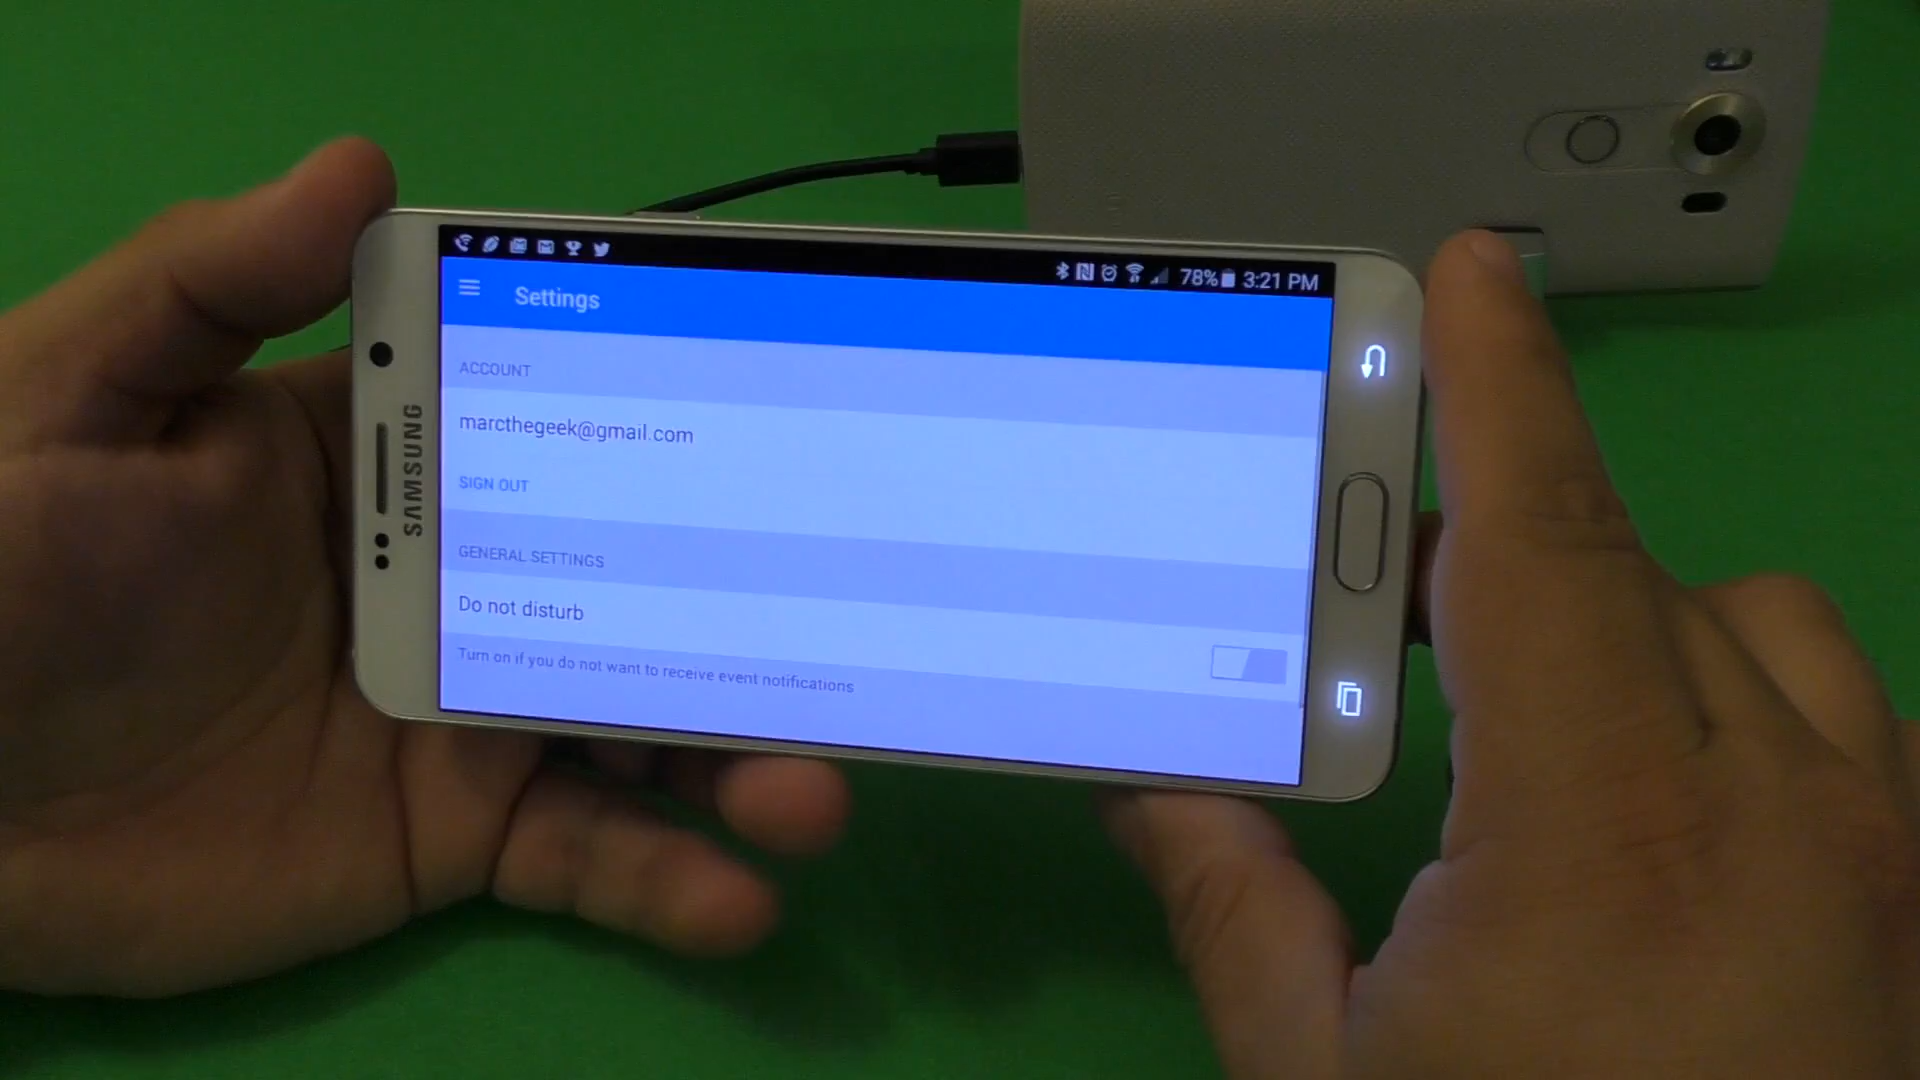 78% 3:21 PM
Settings
ACCOUNT
marcthegeek@gmail.com
SIGN OUT
GENERAL SETTINGS
Do not disturb
Turn on if you do not want to receive event notifications
SAMSUNG